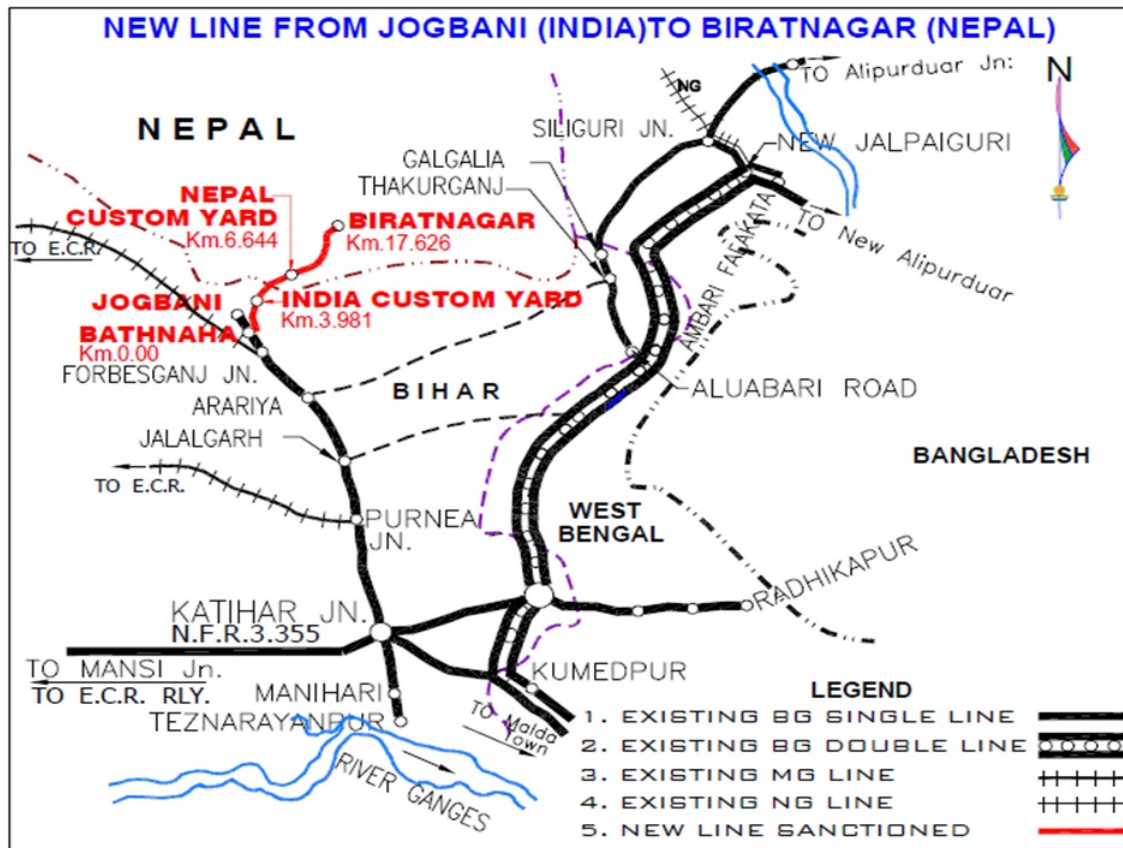 NEW LINE FROM JOGBANI (INDIA)TO BIRATNAGAR (NEPAL)
TO Alipurduar Jn:
N
NG
NEPAL
SILIGURI JN.
NEW JALPAIGURI
GALGALIA
THAKURGANJ
NEPAL
CUSTOM YARD
Km.6.644
BIRATNAGAR
Km.17.626
TO E.C.R.
TO New Alipurduar
AMBARI FALAKATA
JOGBANI
INDIA CUSTOM YARD
Km.3.981
BATHNAHA
Km.0.00
FORBESGANJ JN.
ARARIYA
BIHAR
ALUABARI ROAD
JALALGARH
BANGLADESH
TO E.C.R.
PURNEA
JN.
WEST
BENGAL
RADHIKAPUR
KATIHAR JN.
N.F.R.3.355
TO MANSI Jn.
TO E.C.R. RLY.
KUMEDPUR
MANIHARI
TEZNARAYANPUR
TO Malda
Town
RIVER GANGES
LEGEND
1. EXISTING BG SINGLE LINE
2. EXISTING BG DOUBLE LINE
3. EXISTING MG LINE
4. EXISTING NG LINE
5. NEW LINE SANCTIONED